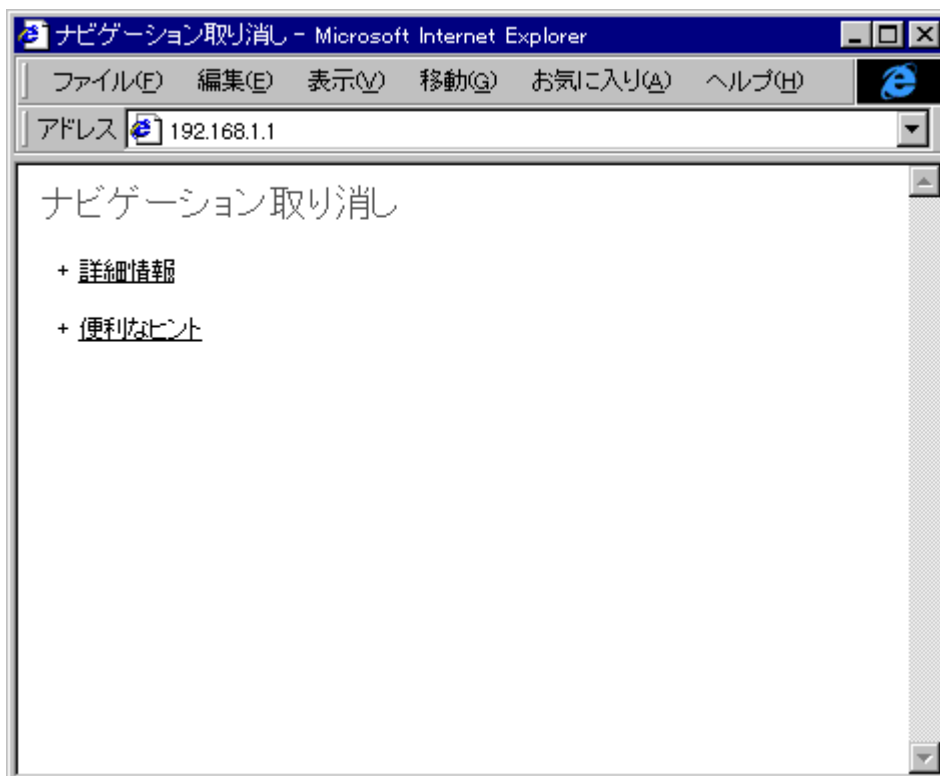 ナビゲーション取り消し - Microsoft Internet Explorer
ファイル(F) 編集(E) 表示(V) 移動(G) お気に入り(A) ヘルプ(H)
アドレス 192.168.1.1
ナビゲーション取り消し
+ 詳細情報
+ 便利なヒント